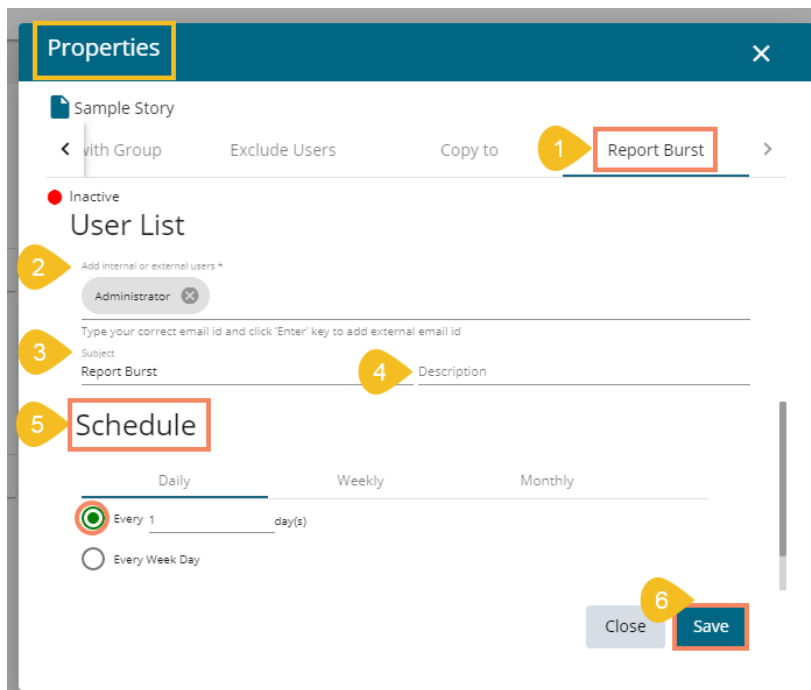 Properties
Sample Story
with Group Exclude Users Copy to 1 Report Burst
Inactive
User List
2 Add internal or external users *
Administrator
Type your correct email id and click 'Enter' key to add external email id
3 Subject
Report Burst 4 Description
5 Schedule
Daily Weekly Monthly
Every 1 day(s)
Every Week Day
6
Close Save